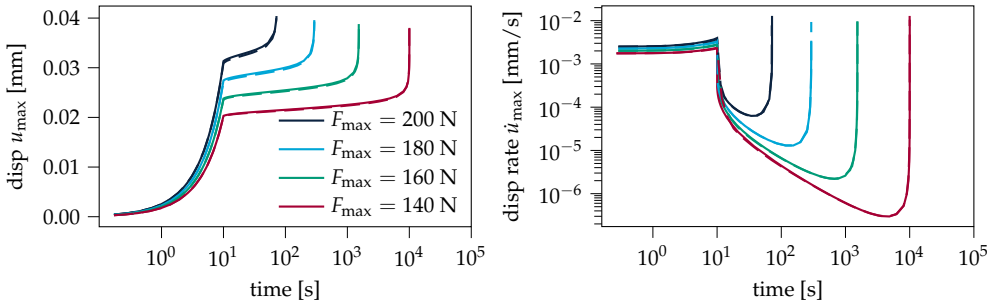 0.04
0.03
0.02
0.01
0.00
disp u_max [mm]
F_max = 200 N
F_max = 180 N
F_max = 160 N
F_max = 140 N
10^0 10^1 10^2 10^3 10^4 10^5
time [s]
10^-2
10^-3
10^-4
10^-5
10^-6
disp rate u̇_max [mm/s]
10^0 10^1 10^2 10^3 10^4 10^5
time [s]